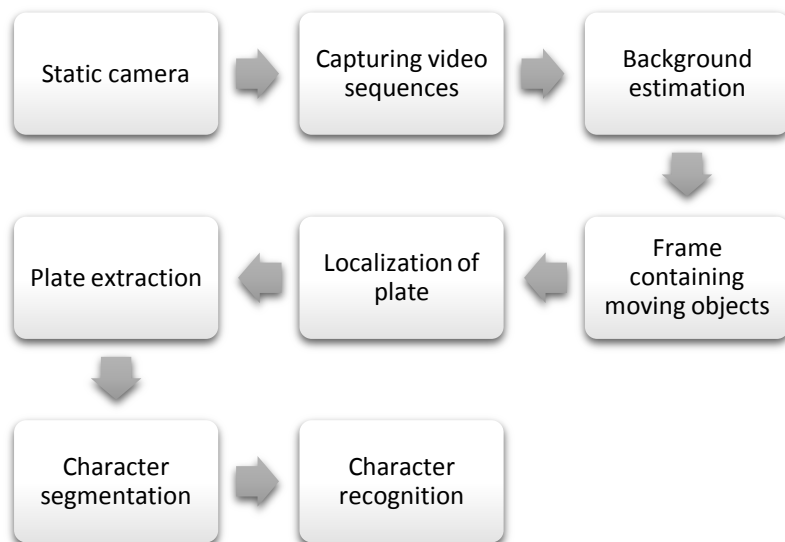 Static camera
Capturing video
sequences
Background
estimation
Frame
containing
moving objects
Localization of
plate
Plate extraction
Character
segmentation
Character
recognition